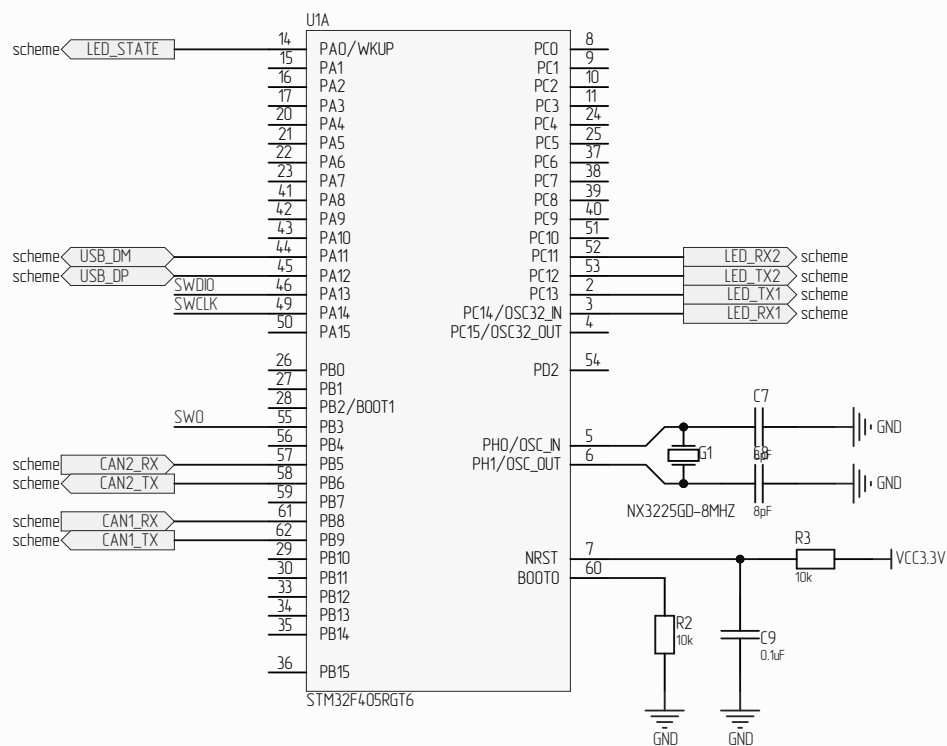 U1A
scheme LED_STATE 14 PA0/WKUP PC0 8
15 PA1 PC1 9
16 PA2 PC2 10
17 PA3 PC3 11
20 PA4 PC4 24
21 PA5 PC5 25
22 PA6 PC6 37
23 PA7 PC7 38
41 PA8 PC8 39
42 PA9 PC9 40
43 PA10 PC10 51
scheme USB_DM 44 PA11 PC11 52 LED_RX2 scheme
scheme USB_DP 45 PA12 PC12 53 LED_TX2 scheme
SWDIO 46 PA13 PC13 2 LED_TX1 scheme
SWCLK 49 PA14 PC14/OSC32_IN 3 LED_RX1 scheme
50 PA15 PC15/OSC32_OUT 4
26 PB0 PD2 54
27 PB1
28 PB2/BOOT1
C7
SWO 55 PB3
GND
56 PB4 PH0/OSC_IN 5
G1 C8
8pF
scheme CAN2_RX 57 PB5 PH1/OSC_OUT 6
scheme CAN2_TX 58 PB6
GND
59 PB7
NX3225GD-8MHZ 8pF
scheme CAN1_RX 61 PB8
scheme CAN1_TX 62 PB9
R3
29 PB10 NRST 7 VCC3.3V
10k
30 PB11 BOOT0 60
33 PB12
34 PB13
R2
10k
35 PB14
C9
0.1uF
36 PB15
STM32F405RGT6
GND GND